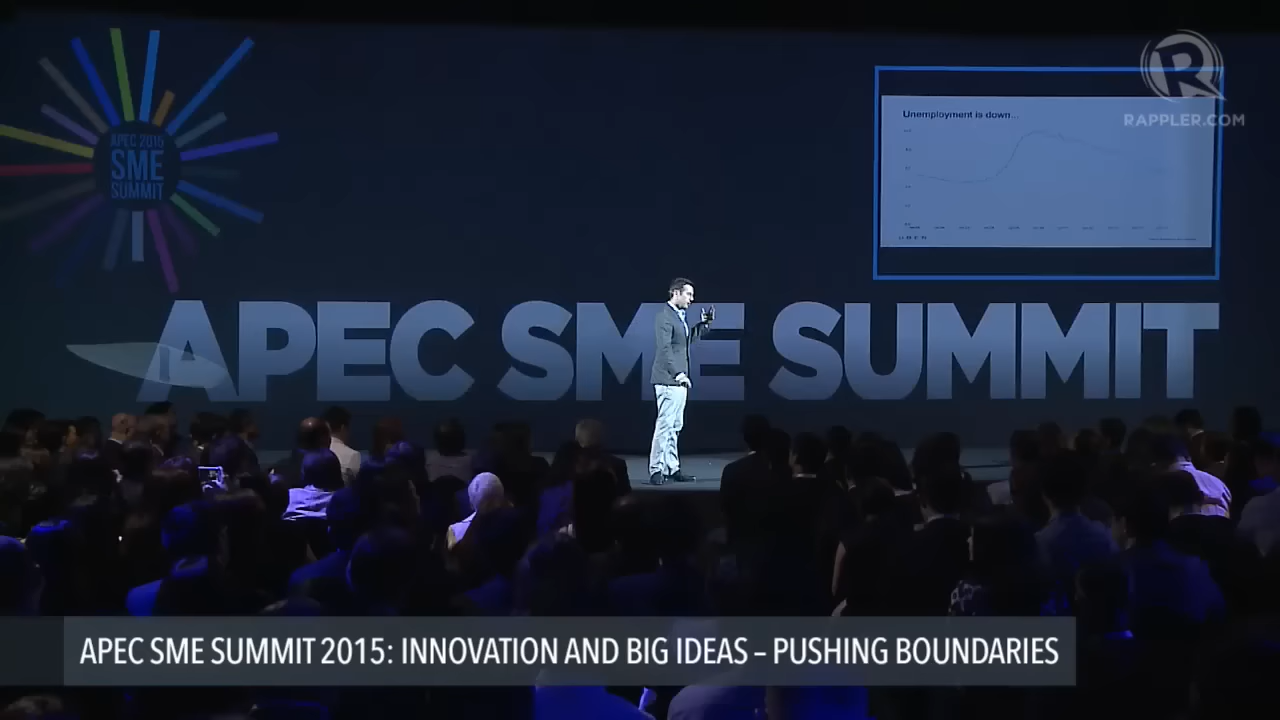 APEC 2015
SME
SUMMIT
Unemployment is down...
R
RAPPLER.COM
APEC SME SUMMIT
APEC SME SUMMIT 2015: INNOVATION AND BIG IDEAS – PUSHING BOUNDARIES